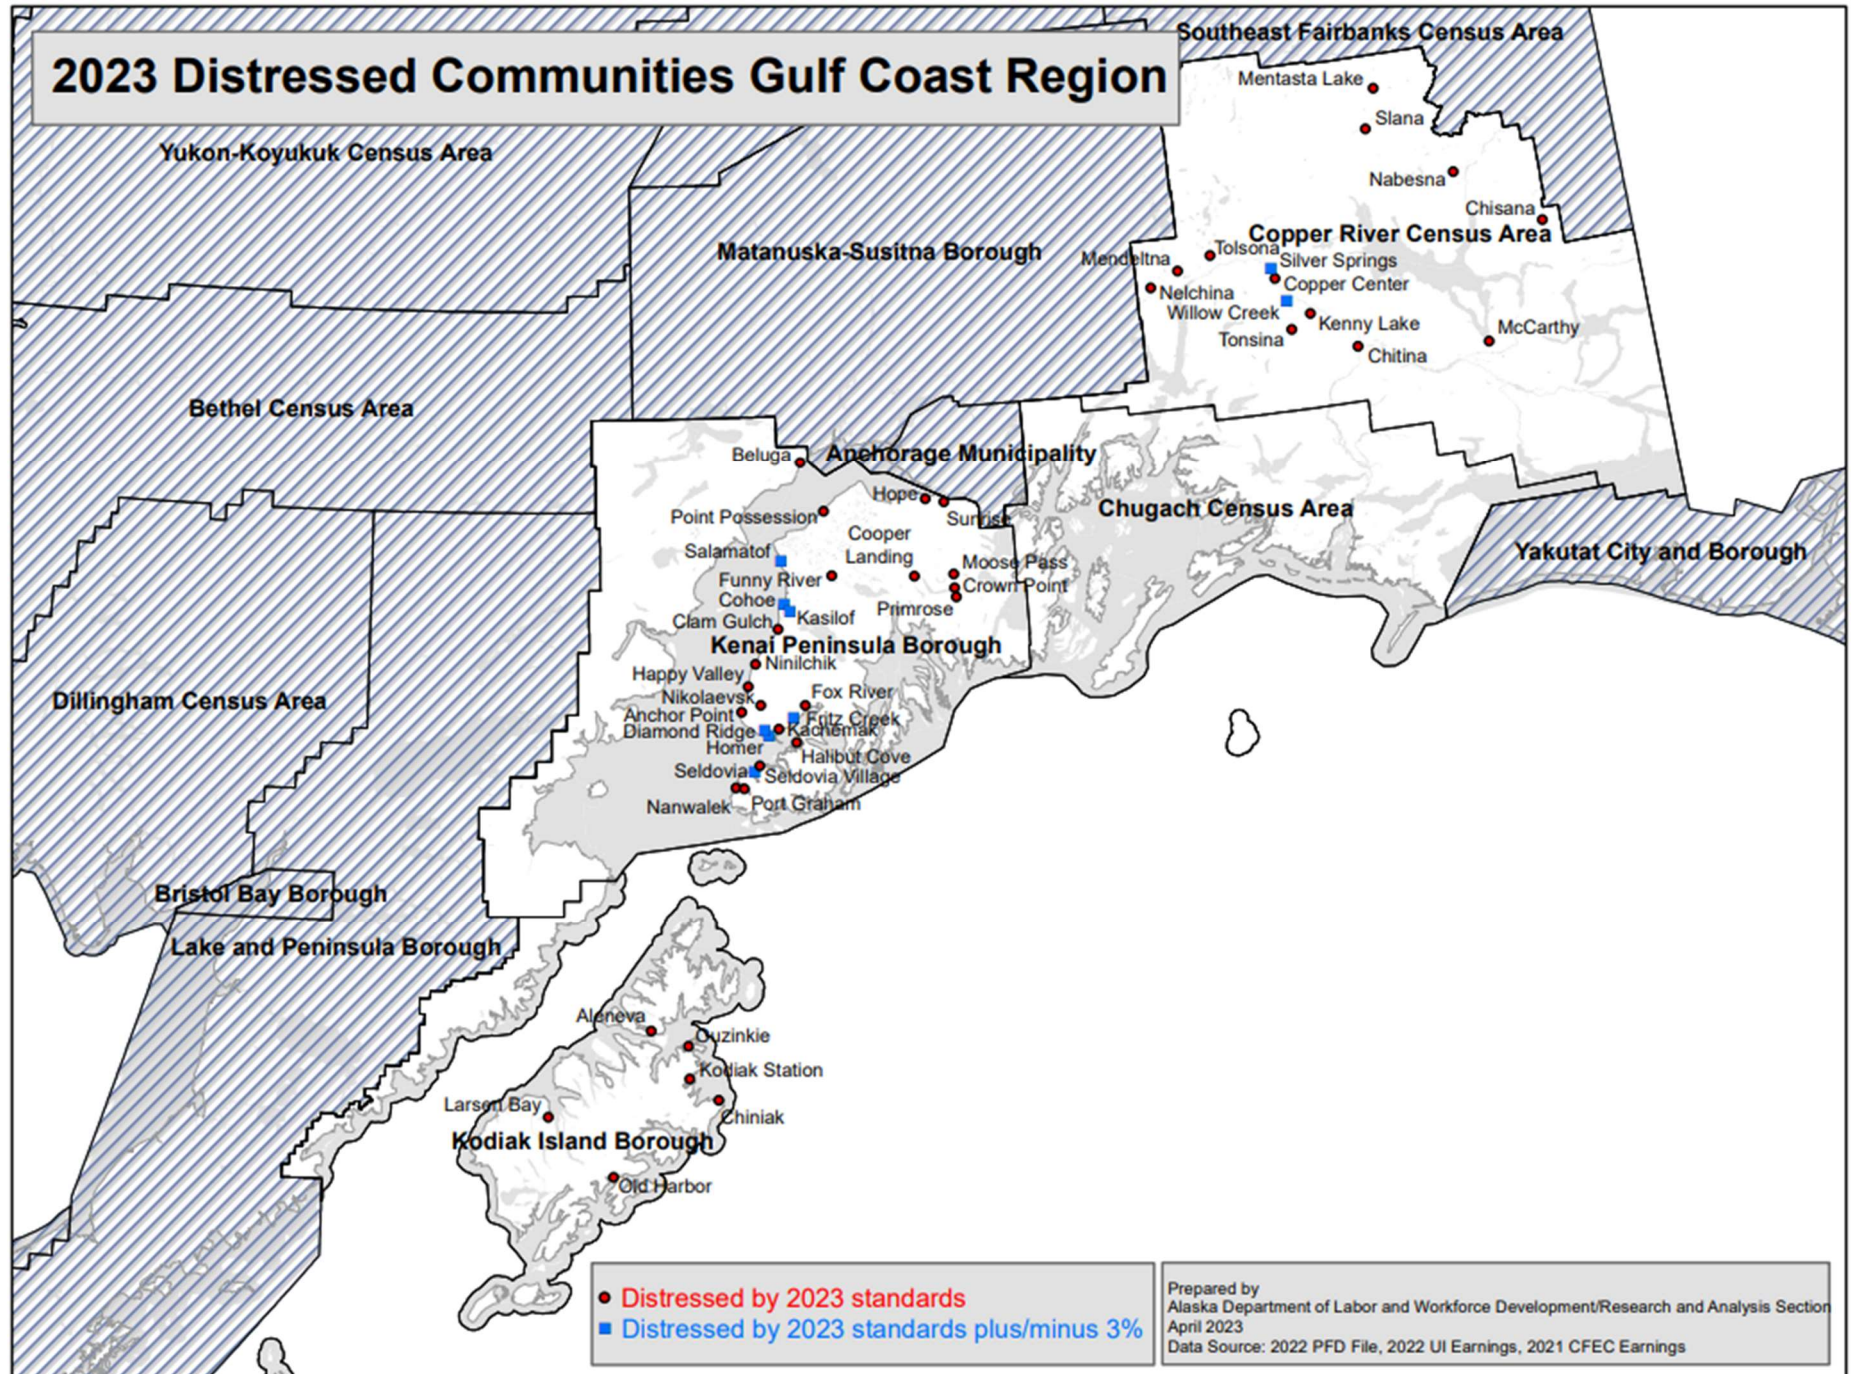 Southeast Fairbanks Census Area
2023 Distressed Communities Gulf Coast Region
Mentasta Lake
Slana
Yukon-Koyukuk Census Area
Nabesna
Chisana
Copper River Census Area
Matanuska-Susitna Borough
Tolsona
Mendeltna
Silver Springs
Copper Center
Nelchina
Willow Creek
Kenny Lake
McCarthy
Tonsina
Chitina
Bethel Census Area
Beluga
Anchorage Municipality
Hope
Chugach Census Area
Point Possession
Sunrise
Cooper
Landing
Salamatof
Yakutat City and Borough
Moose Pass
Funny River
Crown Point
Cohoe
Primrose
Kasilof
Clam Gulch
Kenai Peninsula Borough
Ninilchik
Happy Valley
Dillingham Census Area
Nikolaevsk
Fox River
Anchor Point
Fritz Creek
Diamond Ridge
Kachemak
Homer
Halibut Cove
Seldovia
Seldovia Village
Nanwalek
Port Graham
Bristol Bay Borough
Lake and Peninsula Borough
Aleneva
Ouzinkie
Kodiak Station
Larsen Bay
Chiniak
Kodiak Island Borough
Old Harbor
Distressed by 2023 standards
Distressed by 2023 standards plus/minus 3%
Prepared by
Alaska Department of Labor and Workforce Development/Research and Analysis Section
April 2023
Data Source: 2022 PFD File, 2022 UI Earnings, 2021 CFEC Earnings